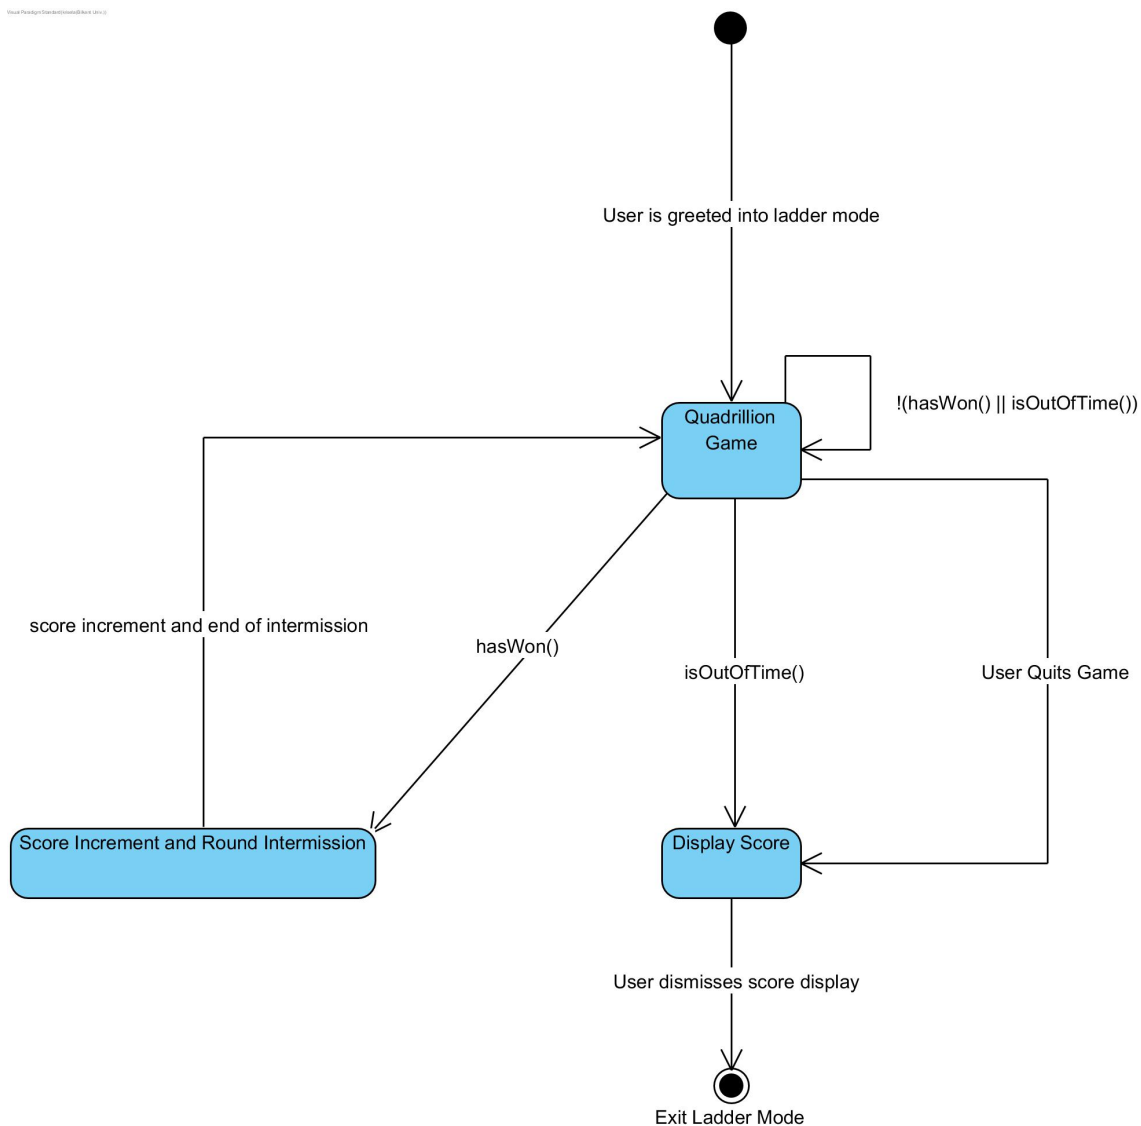 User is greeted into ladder mode
!(hasWon() || isOutOfTime())
Quadrillion
Game
score increment and end of intermission
hasWon()
isOutOfTime()
User Quits Game
Score Increment and Round Intermission
Display Score
User dismisses score display
Exit Ladder Mode